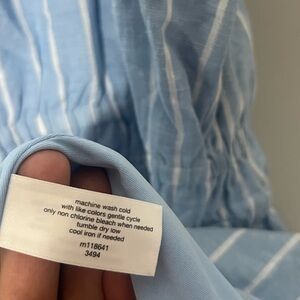 machine wash cold
with like colors gentle cycle
only non chlorine bleach when needed
tumble dry low
cool iron if needed
rn118641
3494